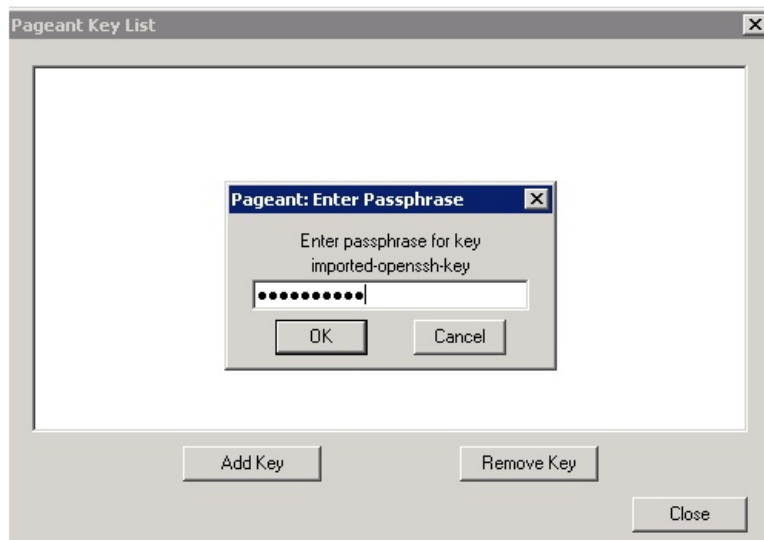 Pageant Key List
Pageant: Enter Passphrase
Enter passphrase for key
imported-openssh-key
●●●●●●●●●●
OK Cancel
Add Key Remove Key
Close